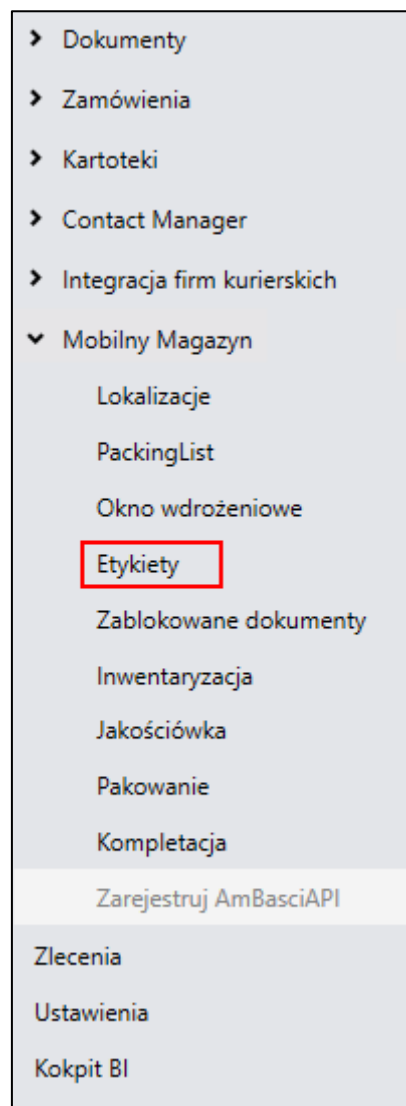 Dokumenty
Zamówienia
Kartoteki
Contact Manager
Integracja firm kurierskich
Mobilny Magazyn
Lokalizacje
PackingList
Okno wdrożeniowe
Etykiety
Zablokowane dokumenty
Inwentaryzacja
Jakościówka
Pakowanie
Kompletacja
Zarejestruj AmBasciAPI
Zlecenia
Ustawienia
Kokpit BI